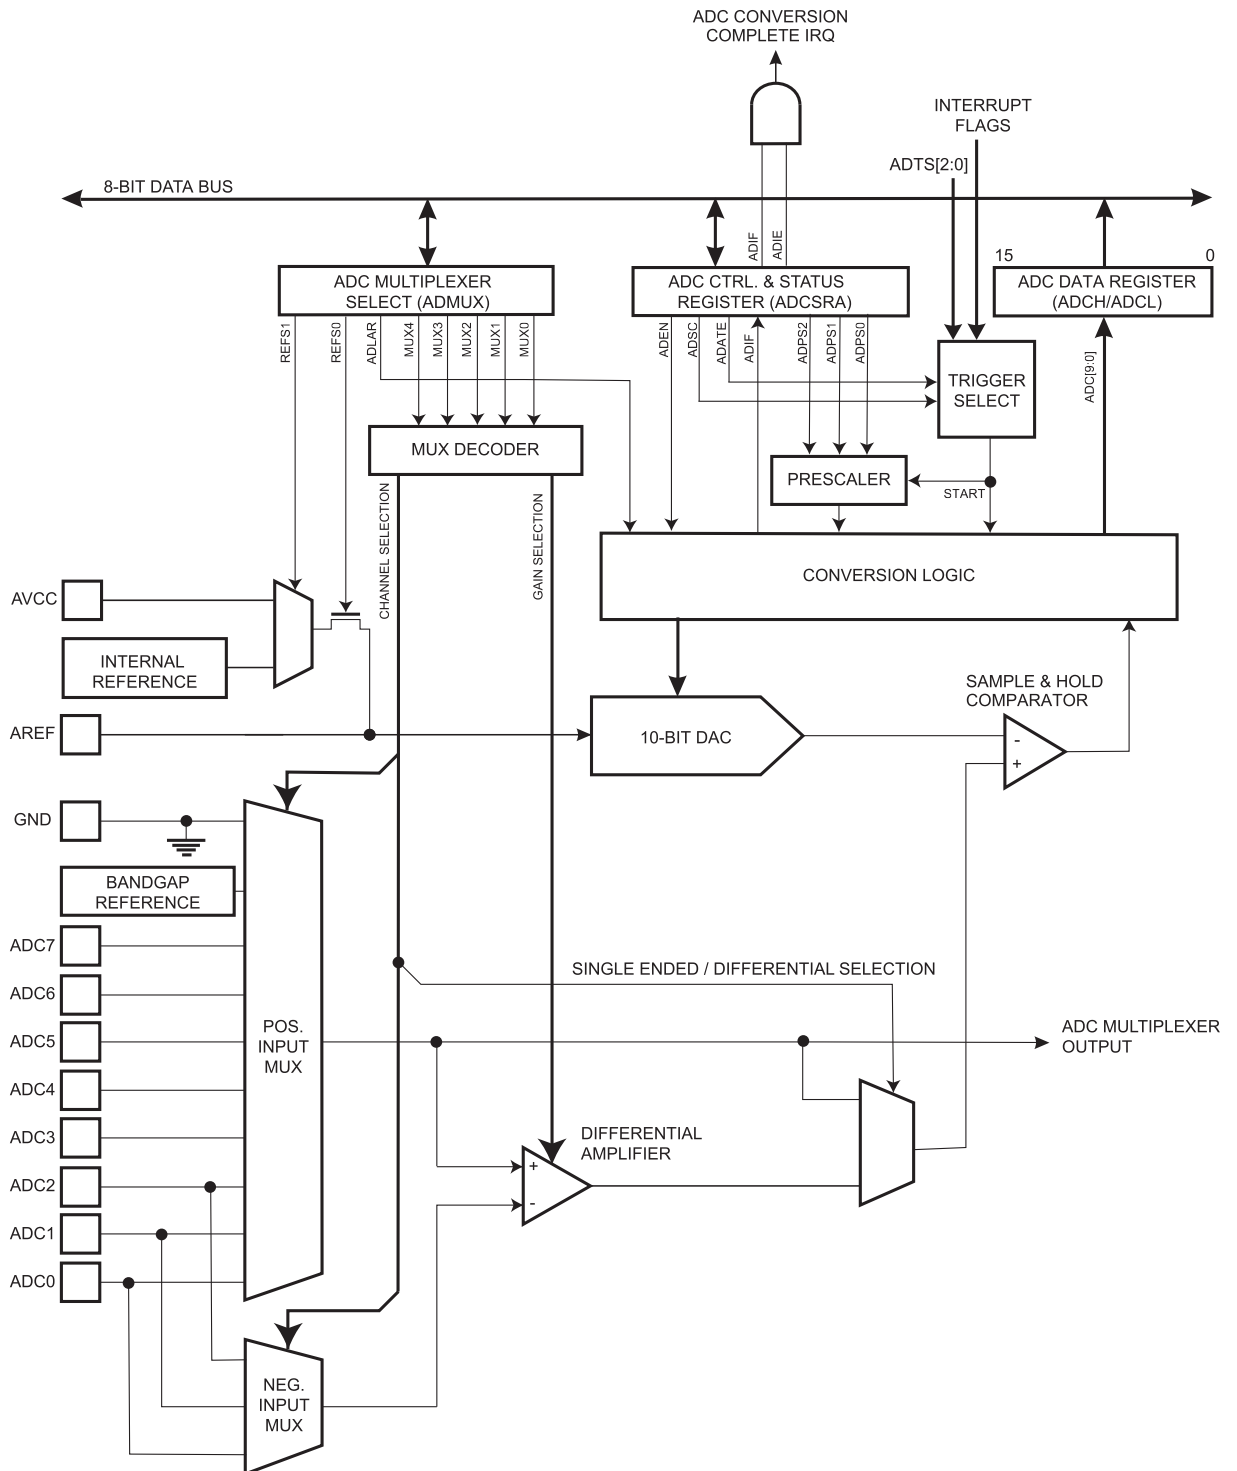 ADC CONVERSION
COMPLETE IRQ
INTERRUPT
FLAGS
ADTS[2:0]
8-BIT DATA BUS
ADIF
ADIE
15
0
ADC MULTIPLEXER
SELECT (ADMUX)
ADC CTRL. & STATUS
REGISTER (ADCSRA)
ADC DATA REGISTER
(ADCH/ADCL)
REFS1
REFS0
ADLAR
MUX4
MUX3
MUX2
MUX1
MUX0
ADEN
ADSC
ADATE
ADIF
ADPS2
ADPS1
ADPS0
ADC[9:0]
TRIGGER
SELECT
MUX DECODER
PRESCALER
START
CHANNEL SELECTION
GAIN SELECTION
CONVERSION LOGIC
AVCC
INTERNAL
REFERENCE
SAMPLE & HOLD
COMPARATOR
AREF
10-BIT DAC
-
+
GND
BANDGAP
REFERENCE
ADC7
SINGLE ENDED / DIFFERENTIAL SELECTION
ADC6
ADC5
POS.
INPUT
MUX
ADC MULTIPLEXER
OUTPUT
ADC4
ADC3
DIFFERENTIAL
AMPLIFIER
+
-
ADC2
ADC1
ADC0
NEG.
INPUT
MUX